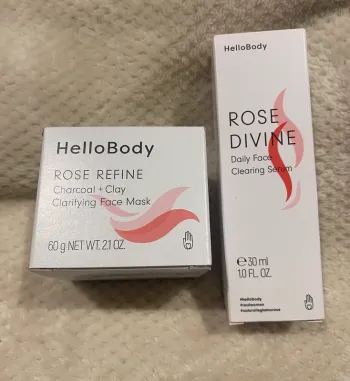 HelloBody
ROSE REFINE
Charcoal + Clay
Clarifying Face Mask
60 g NET WT. 2.1 OZ.
HelloBody
ROSE
DIVINE
Daily Face
Clearing Serum
℮ 30 ml
1.0 FL. OZ.
#hellobody
#realwomen